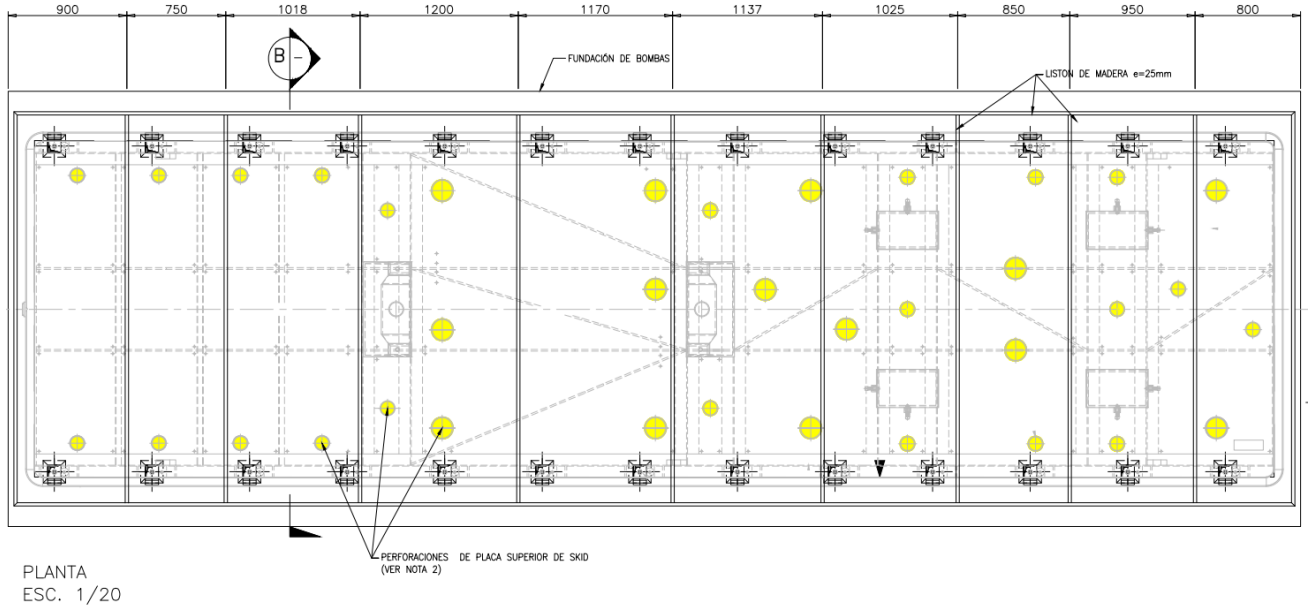 900 750 1018 1200 1170 1137 1025 850 950 800
B -
FUNDACIÓN DE BOMBAS
LISTON DE MADERA e=25mm
PERFORACIONES DE PLACA SUPERIOR DE SKID
(VER NOTA 2)
PLANTA
ESC. 1/20